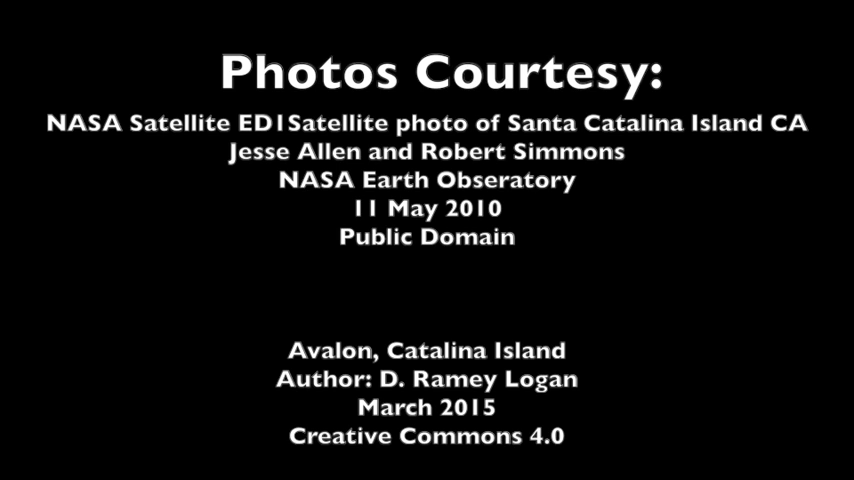 Photos Courtesy:
NASA Satellite ED1Satellite photo of Santa Catalina Island CA
Jesse Allen and Robert Simmons
NASA Earth Obseratory
11 May 2010
Public Domain
Avalon, Catalina Island
Author: D. Ramey Logan
March 2015
Creative Commons 4.0